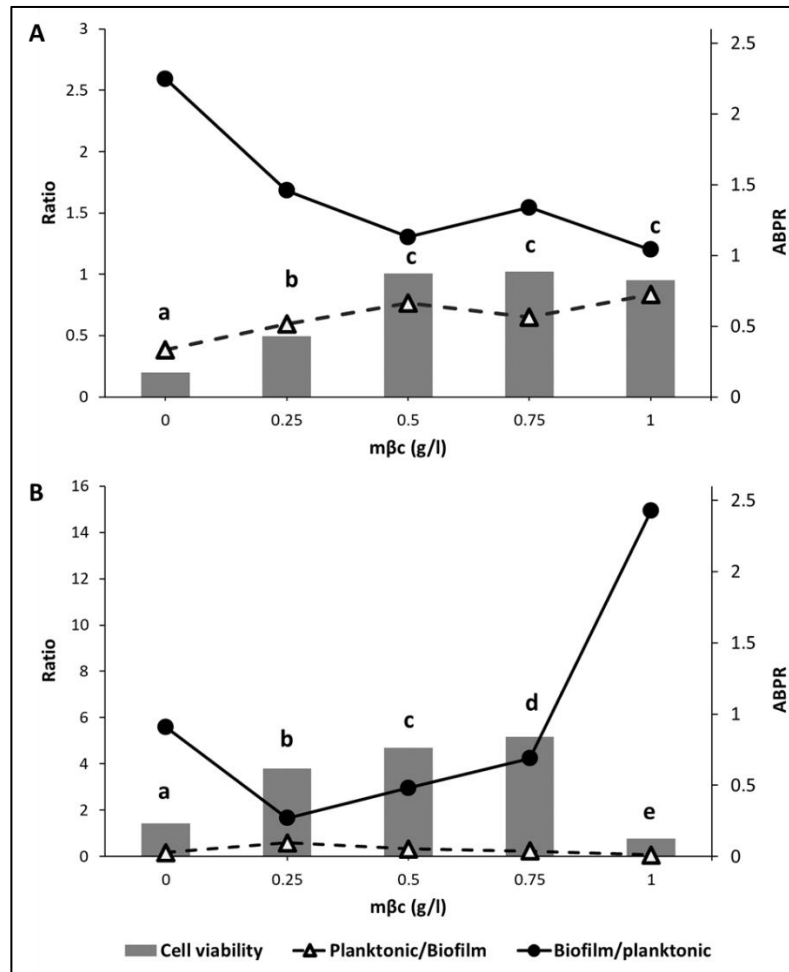 A
3
2.5
2
1.5
1
0.5
0
Ratio
2.5
2
1.5
1
0.5
0
ABPR
a
b
c
c
c
0 0.25 0.5 0.75 1
mβc (g/l)
B
16
14
12
10
8
6
4
2
0
Ratio
2.5
2
1.5
1
0.5
0
ABPR
a
b
c
d
e
0 0.25 0.5 0.75 1
mβc (g/l)
Cell viability Planktonic/Biofilm Biofilm/planktonic